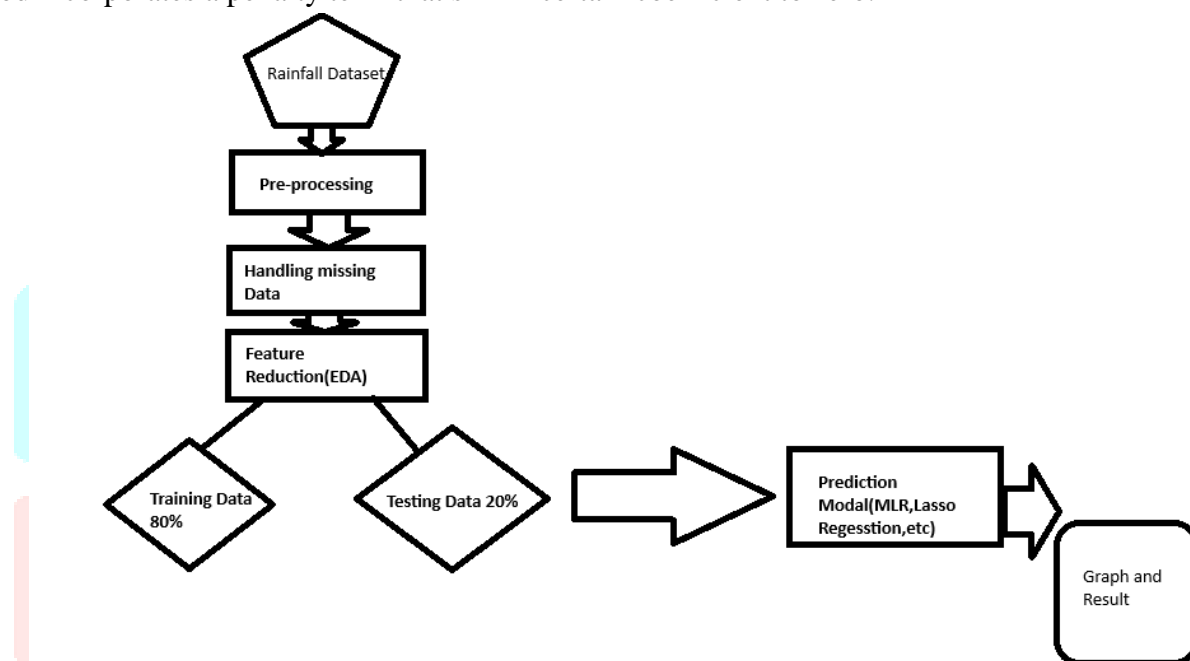 a penalty
Rainfall Dataset
Pre-processing
Handling missing
Data
Feature
Reduction(EDA)
Training Data
80%
Testing Data 20%
Prediction
Modal(MLR,Lasso
Regesstion,etc)
Graph and
Result